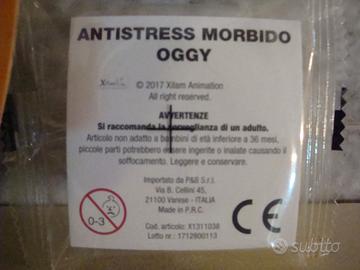 ANTISTRESS MORBIDO
OGGY
Xilam
© 2017 Xilam Animation
All right reserved.
AVVERTENZE
Si raccomanda la sorveglianza di un adulto.
Articolo non adatto a bambini di età inferiore a 36 mesi,
piccole parti potrebbero essere ingerite o inalate causando il
soffocamento. Leggere e conservare.
Importato da P&B S.r.l.
Via B. Cellini 45,
21100 Varese - ITALIA
Made in P.R.C.
0-3
CE
Cod. articolo: X1311038
Lotto nr : 1712800113
subito